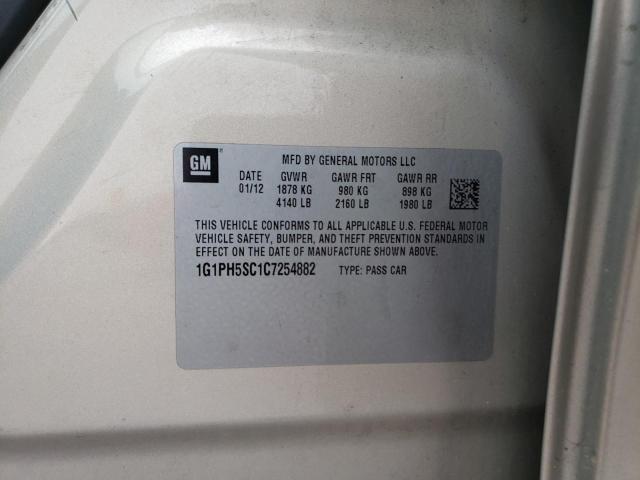 GM
MFD BY GENERAL MOTORS LLC
DATE GVWR GAWR FRT GAWR RR
01/12 1878 KG 980 KG 898 KG
4140 LB 2160 LB 1980 LB
THIS VEHICLE CONFORMS TO ALL APPLICABLE U.S. FEDERAL MOTOR
VEHICLE SAFETY, BUMPER, AND THEFT PREVENTION STANDARDS IN
EFFECT ON THE DATE OF MANUFACTURE SHOWN ABOVE.
1G1PH5SC1C7254882 TYPE: PASS CAR